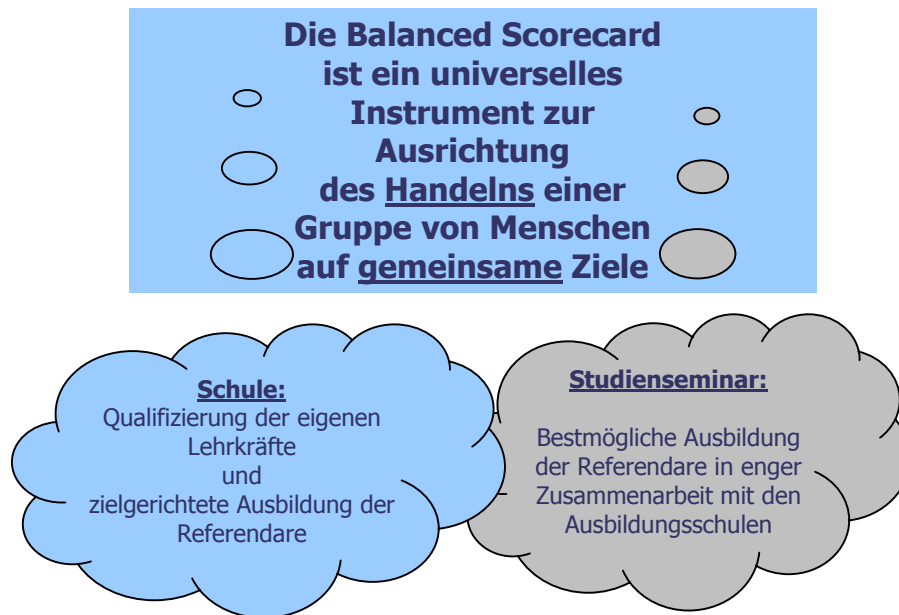 Die Balanced Scorecard
ist ein universelles
Instrument zur
Ausrichtung
des Handelns einer
Gruppe von Menschen
auf gemeinsame Ziele
Schule:
Qualifizierung der eigenen
Lehrkräfte
und
zielgerichtete Ausbildung der
Referendare
Studienseminar:
Bestmögliche Ausbildung
der Referendare in enger
Zusammenarbeit mit den
Ausbildungsschulen